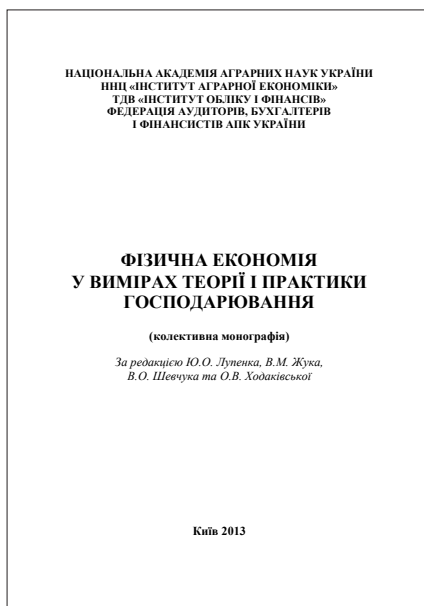 НАЦІОНАЛЬНА АКАДЕМІЯ АГРАРНИХ НАУК УКРАЇНИ
ННЦ «ІНСТИТУТ АГРАРНОЇ ЕКОНОМІКИ»
ТДВ «ІНСТИТУТ ОБЛІКУ І ФІНАНСІВ»
ФЕДЕРАЦІЯ АУДИТОРІВ, БУХГАЛТЕРІВ
І ФІНАНСИСТІВ АПК УКРАЇНИ
ФІЗИЧНА ЕКОНОМІЯ
У ВИМІРАХ ТЕОРІЇ І ПРАКТИКИ
ГОСПОДАРЮВАННЯ
(колективна монографія)
За редакцією Ю.О. Лупенка, В.М. Жука,
В.О. Шевчука та О.В. Ходаківської
Київ 2013